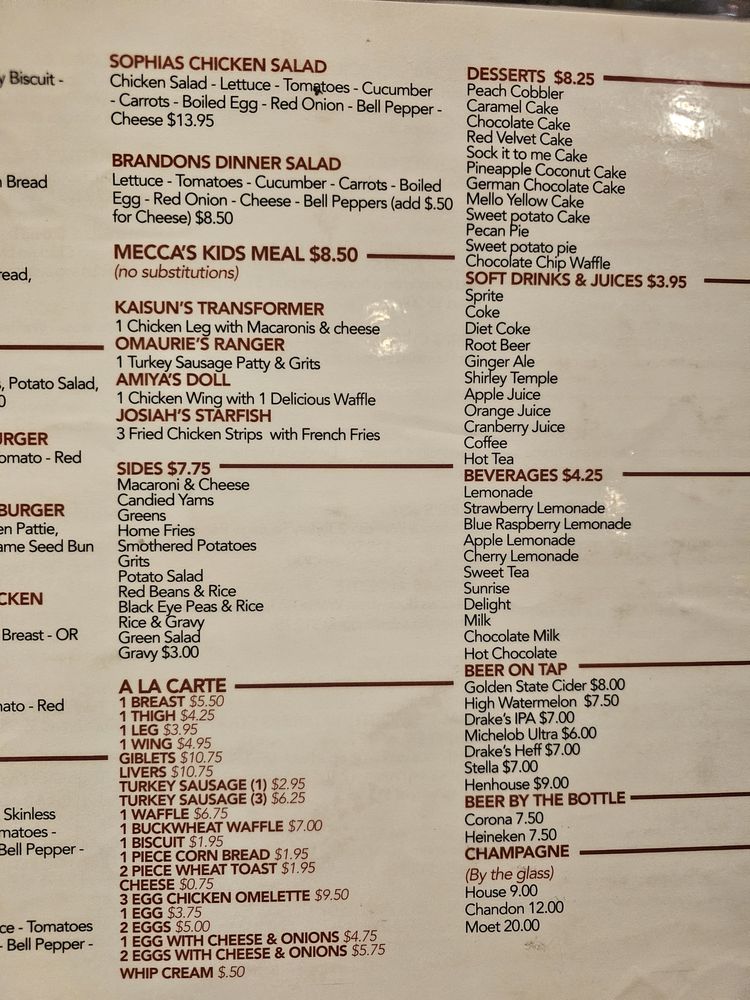 y Biscuit -
n Bread
read,
, Potato Salad,
0
URGER
omato - Red
BURGER
en Pattie,
ame Seed Bun
CKEN
Breast - OR
ato - Red
Skinless
matoes -
Bell Pepper -
ce - Tomatoes
- Bell Pepper -
SOPHIAS CHICKEN SALAD
Chicken Salad - Lettuce - Tomatoes - Cucumber
- Carrots - Boiled Egg - Red Onion - Bell Pepper -
Cheese $13.95
BRANDONS DINNER SALAD
Lettuce - Tomatoes - Cucumber - Carrots - Boiled
Egg - Red Onion - Cheese - Bell Peppers (add $.50
for Cheese) $8.50
MECCA'S KIDS MEAL $8.50
(no substitutions)
KAISUN'S TRANSFORMER
1 Chicken Leg with Macaronis & cheese
OMAURIE'S RANGER
1 Turkey Sausage Patty & Grits
AMIYA'S DOLL
1 Chicken Wing with 1 Delicious Waffle
JOSIAH'S STARFISH
3 Fried Chicken Strips with French Fries
SIDES $7.75
Macaroni & Cheese
Candied Yams
Greens
Home Fries
Smothered Potatoes
Grits
Potato Salad
Red Beans & Rice
Black Eye Peas & Rice
Rice & Gravy
Green Salad
Gravy $3.00
A LA CARTE
1 BREAST $5.50
1 THIGH $4.25
1 LEG $3.95
1 WING $4.95
GIBLETS $10.75
LIVERS $10.75
TURKEY SAUSAGE (1) $2.95
TURKEY SAUSAGE (3) $6.25
1 WAFFLE $6.75
1 BUCKWHEAT WAFFLE $7.00
1 BISCUIT $1.95
1 PIECE CORN BREAD $1.95
2 PIECE WHEAT TOAST $1.95
CHEESE $0.75
3 EGG CHICKEN OMELETTE $9.50
1 EGG $3.75
2 EGGS $5.00
1 EGG WITH CHEESE & ONIONS $4.75
2 EGGS WITH CHEESE & ONIONS $5.75
WHIP CREAM $.50
DESSERTS $8.25
Peach Cobbler
Caramel Cake
Chocolate Cake
Red Velvet Cake
Sock it to me Cake
Pineapple Coconut Cake
German Chocolate Cake
Mello Yellow Cake
Sweet potato Cake
Pecan Pie
Sweet potato pie
Chocolate Chip Waffle
SOFT DRINKS & JUICES $3.95
Sprite
Coke
Diet Coke
Root Beer
Ginger Ale
Shirley Temple
Apple Juice
Orange Juice
Cranberry Juice
Coffee
Hot Tea
BEVERAGES $4.25
Lemonade
Strawberry Lemonade
Blue Raspberry Lemonade
Apple Lemonade
Cherry Lemonade
Sweet Tea
Sunrise
Delight
Milk
Chocolate Milk
Hot Chocolate
BEER ON TAP
Golden State Cider $8.00
High Watermelon $7.50
Drake's IPA $7.00
Michelob Ultra $6.00
Drake's Heff $7.00
Stella $7.00
Henhouse $9.00
BEER BY THE BOTTLE
Corona 7.50
Heineken 7.50
CHAMPAGNE
(By the glass)
House 9.00
Chandon 12.00
Moet 20.00